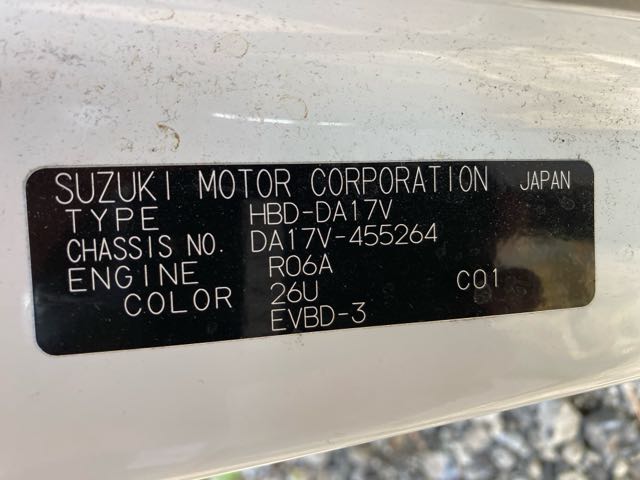 SUZUKI MOTOR CORPORATION JAPAN
TYPE HBD-DA17V
CHASSIS NO. DA17V-455264
ENGINE R06A
COLOR 26U C01
EVBD-3